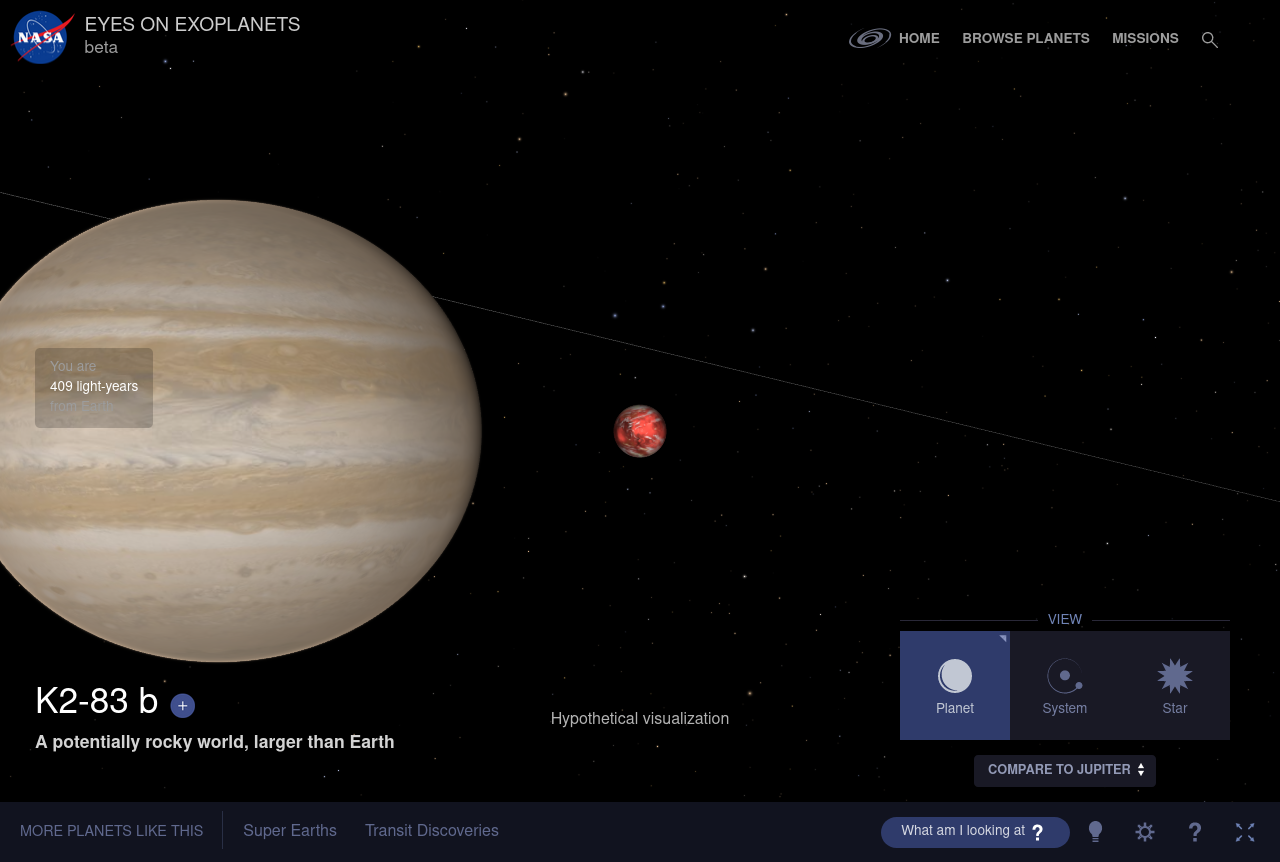 NASA
EYES ON EXOPLANETS
beta
HOME
BROWSE PLANETS
MISSIONS
You are
409 light-years
from Earth
K2-83 b
+
A potentially rocky world, larger than Earth
Hypothetical visualization
VIEW
Planet
System
Star
COMPARE TO JUPITER
MORE PLANETS LIKE THIS
Super Earths
Transit Discoveries
What am I looking at ?
?